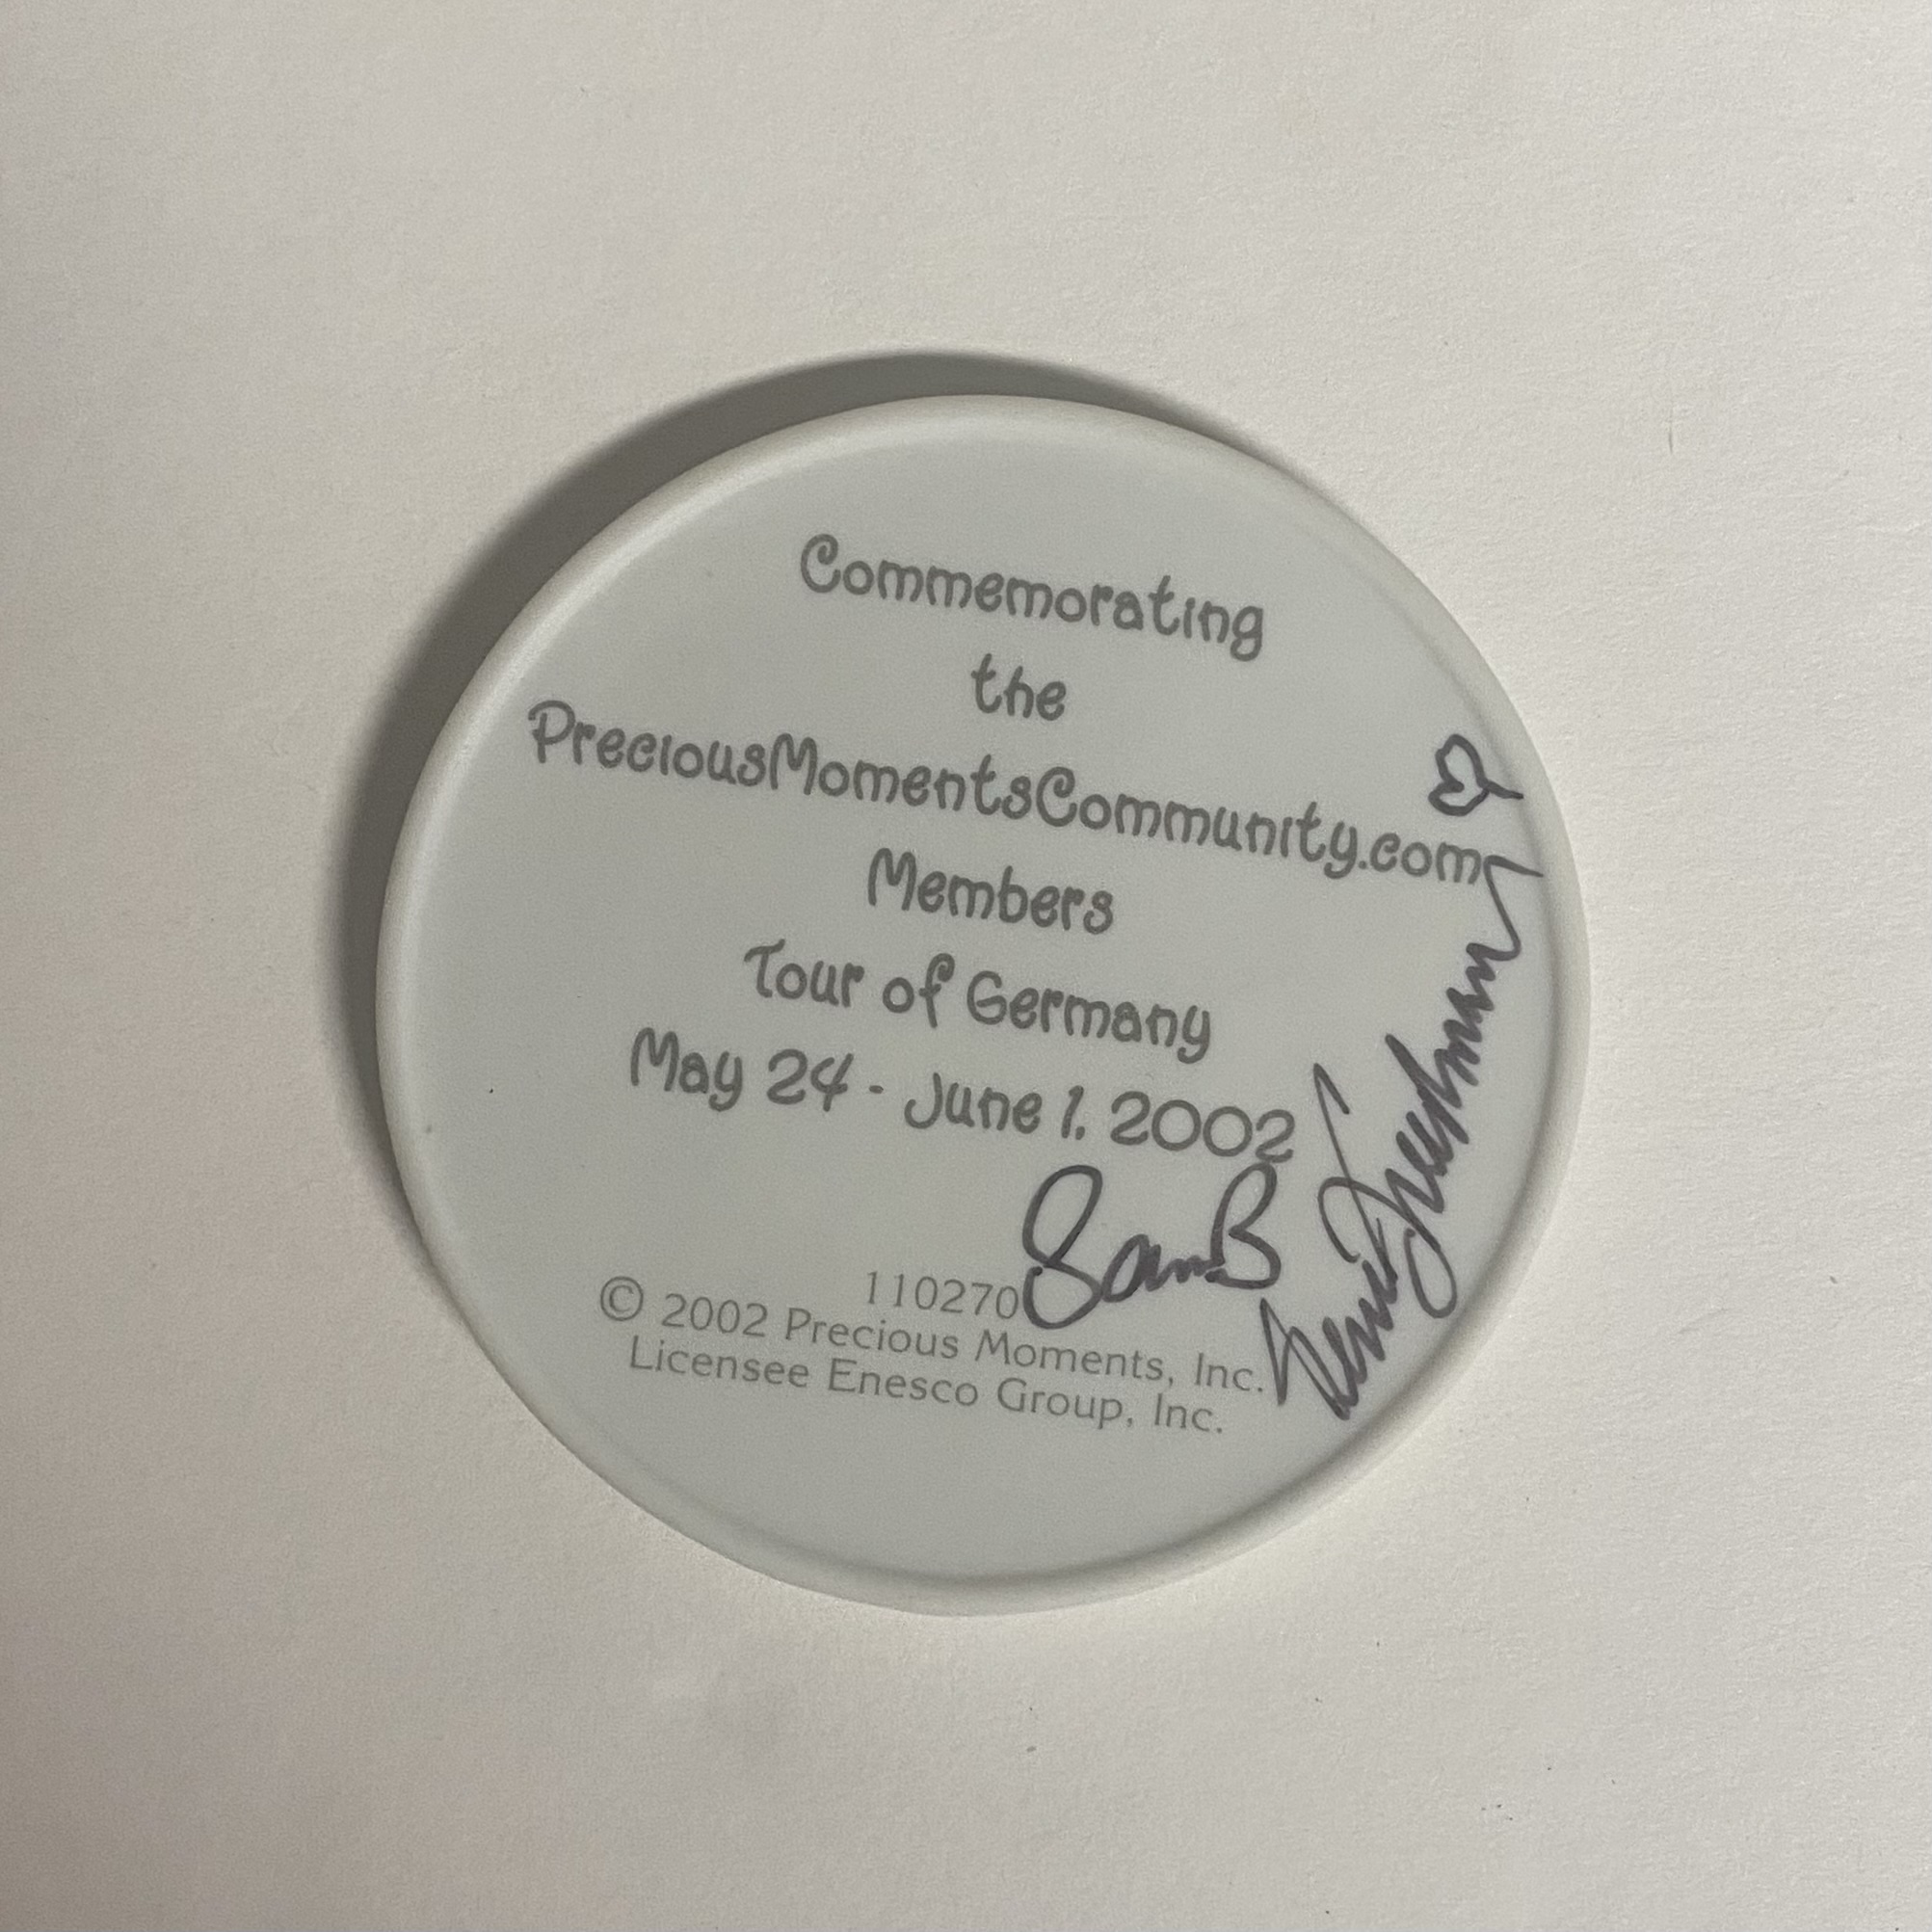 Commemorating
the
PreciousMomentsCommunity.com
Members
Tour of Germany
May 24 - June 1, 2002
Sam B
110270
© 2002 Precious Moments, Inc.
Licensee Enesco Group, Inc.